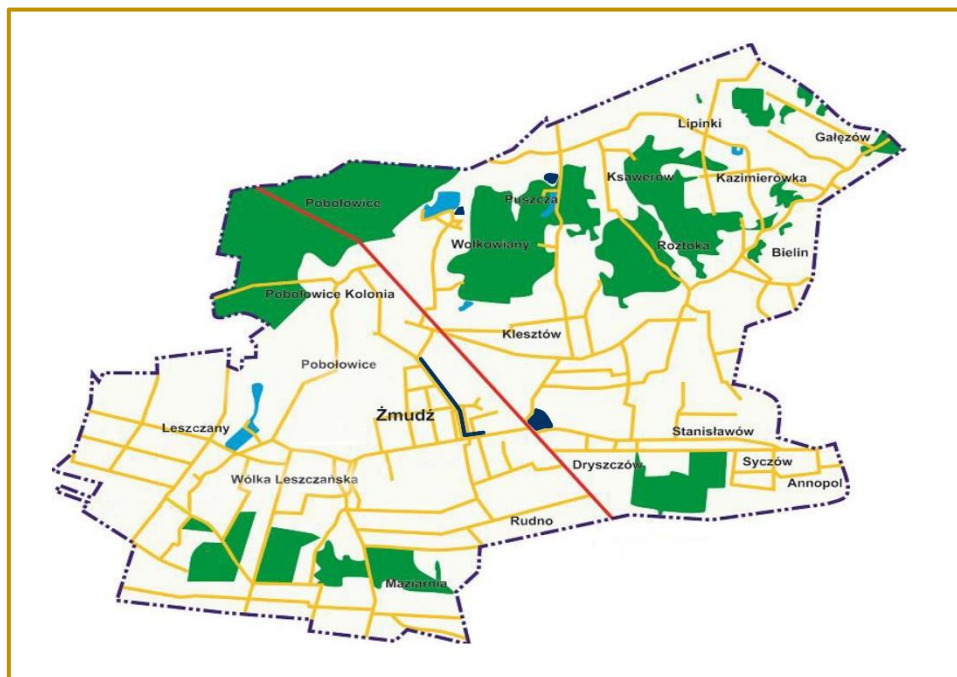 Lipinki
Gałęzów
Ksawerów
Kazimierówka
Pobołowice
Puszcza
Wołkowiany
Roztoka
Bielin
Pobołowice Kolonia
Klesztów
Pobołowice
Żmudź
Leszczany
Stanisławów
Dryszczów
Syczów
Wólka Leszczańska
Annopol
Rudno
Maziarnia